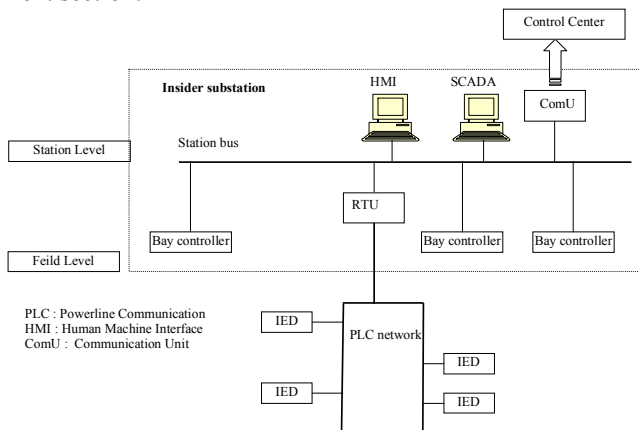 Control Center
Insider substation
HMI
SCADA
ComU
Station Level
Station bus
RTU
Bay controller
Bay controller
Bay controller
Feild Level
PLC : Powerline Communication
HMI : Human Machine Interface
ComU : Communication Unit
IED
PLC network
IED
IED
IED